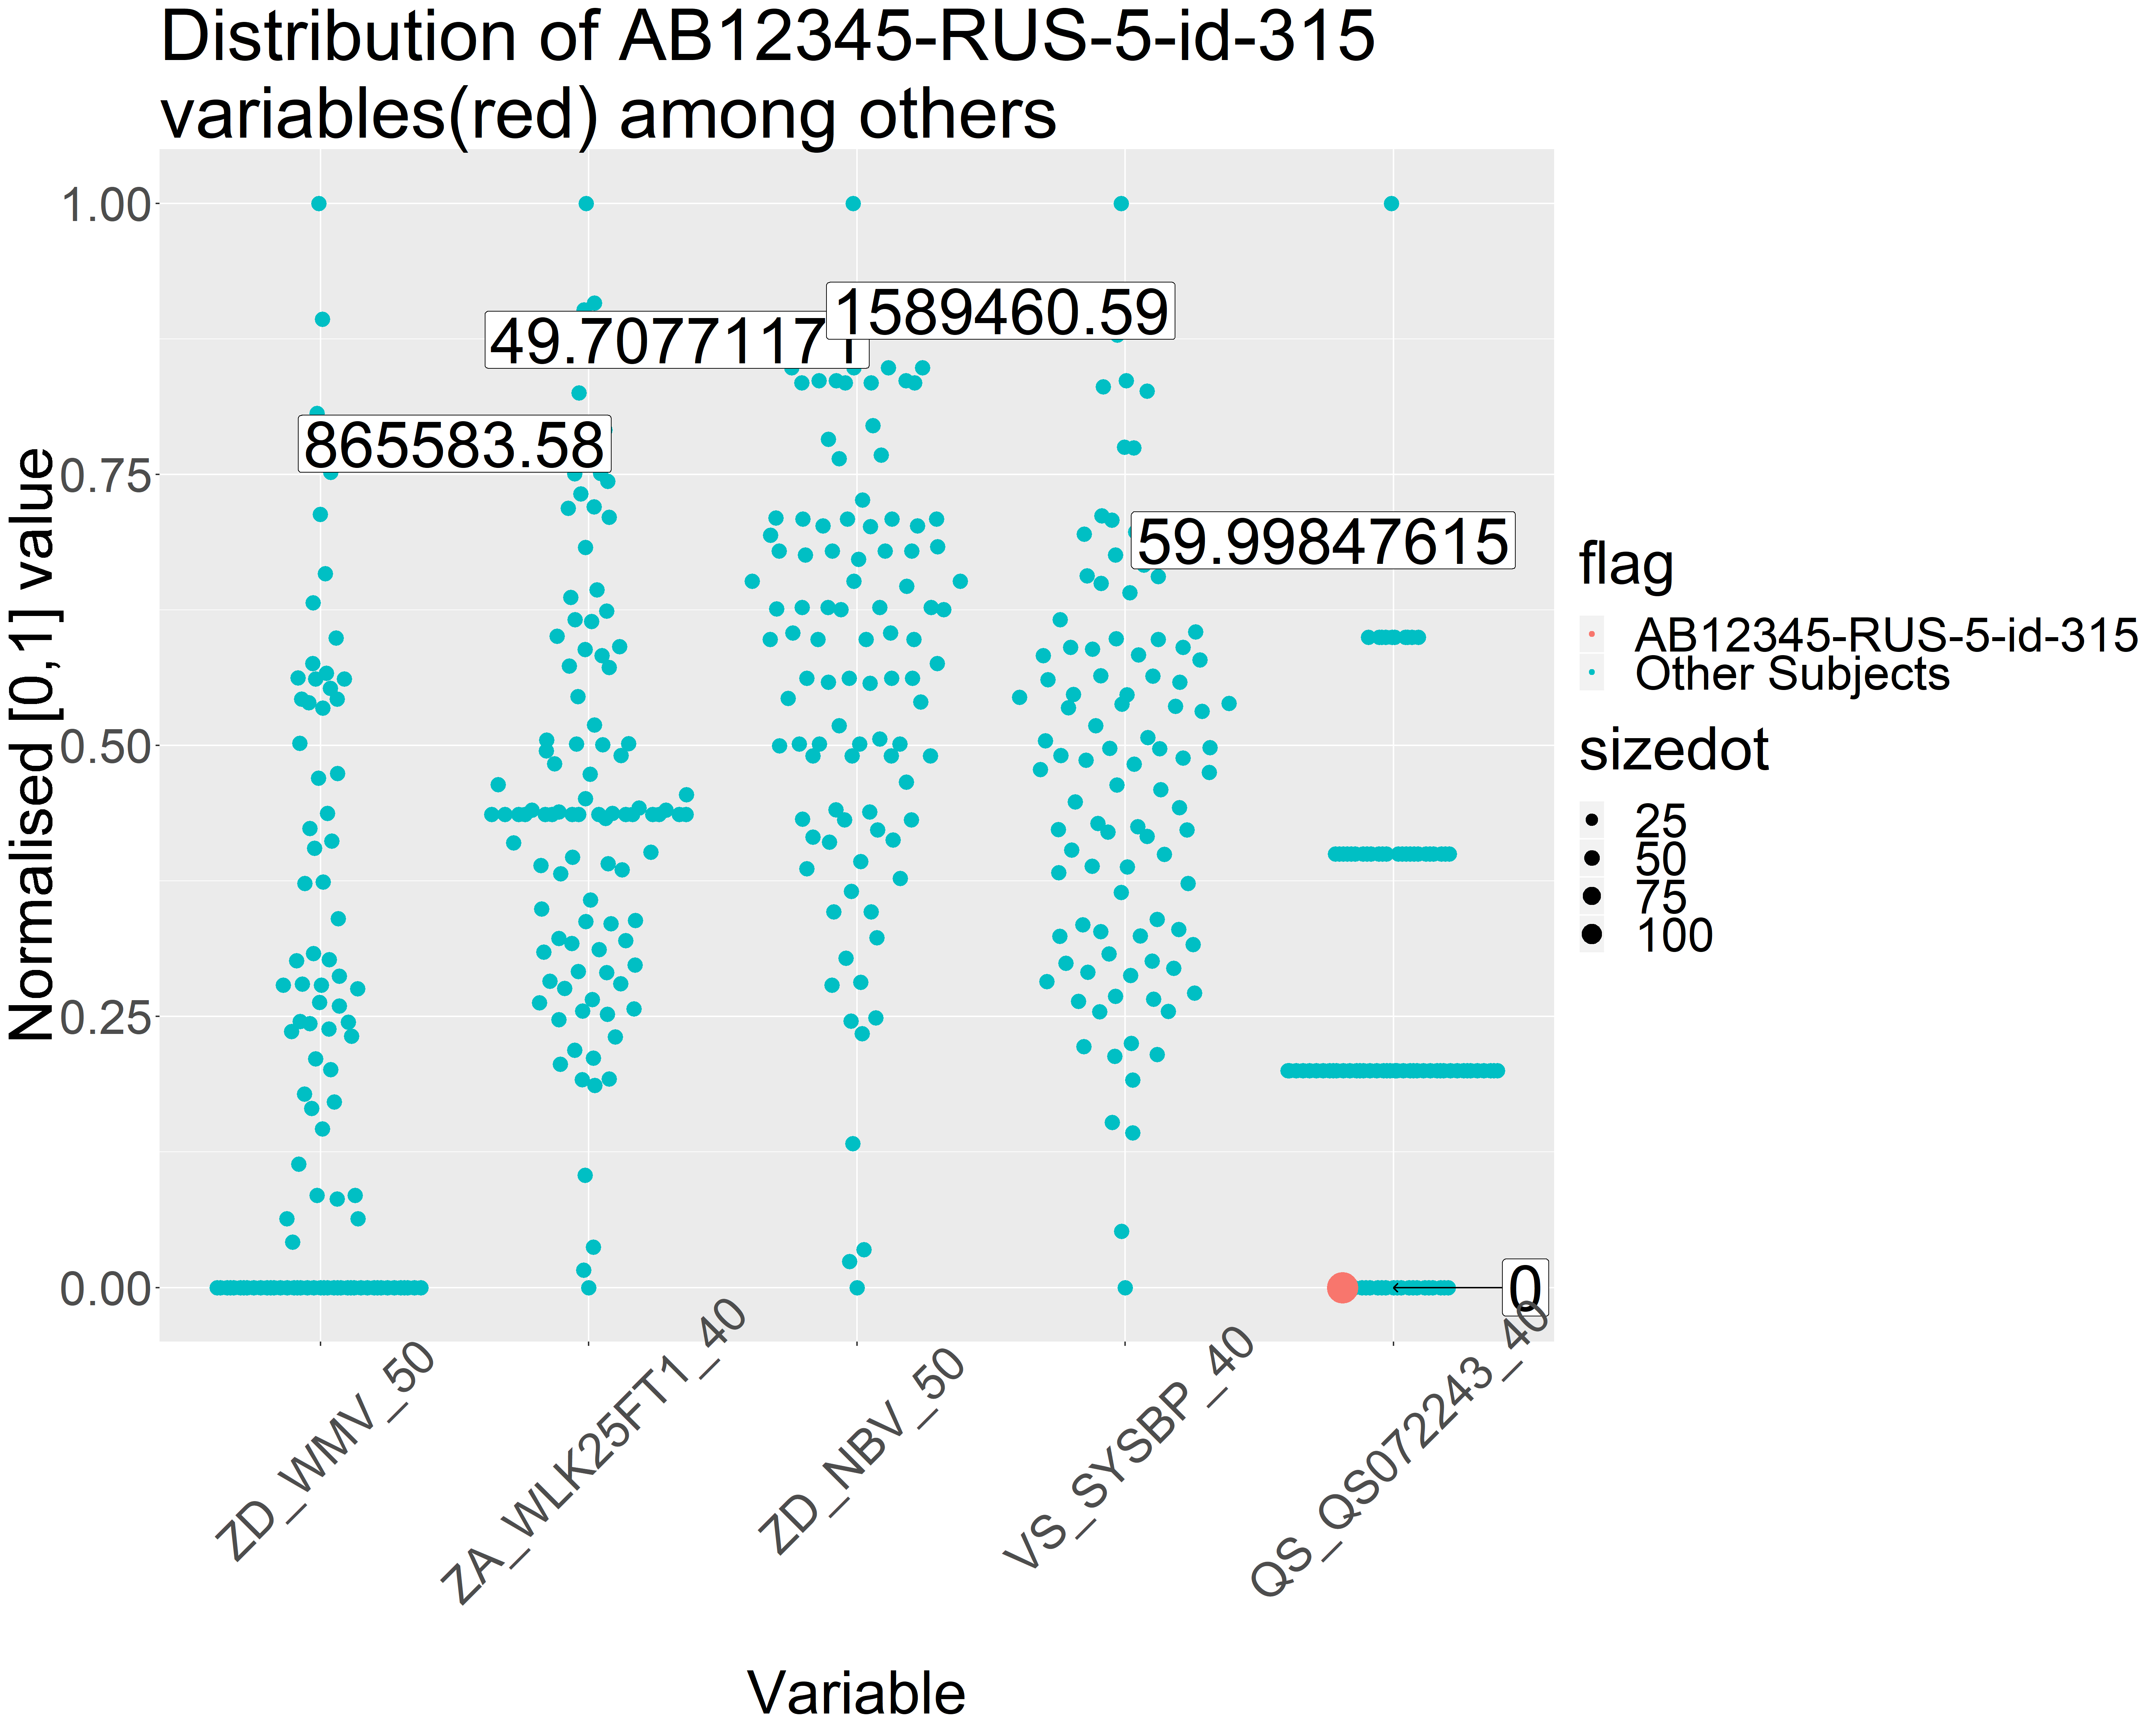 Distribution of AB12345-RUS-5-id-315
variables(red) among others
Normalised [0,1] value
1.00
0.75
0.50
0.25
0.00
865583.58
49.70771171
1589460.59
59.99847615
0
ZD_WMV_50
ZA_WLK25FT1_40
ZD_NBV_50
VS_SYSBP_40
QS_QS072243_40
Variable
flag
AB12345-RUS-5-id-315
Other Subjects
sizedot
25
50
75
100